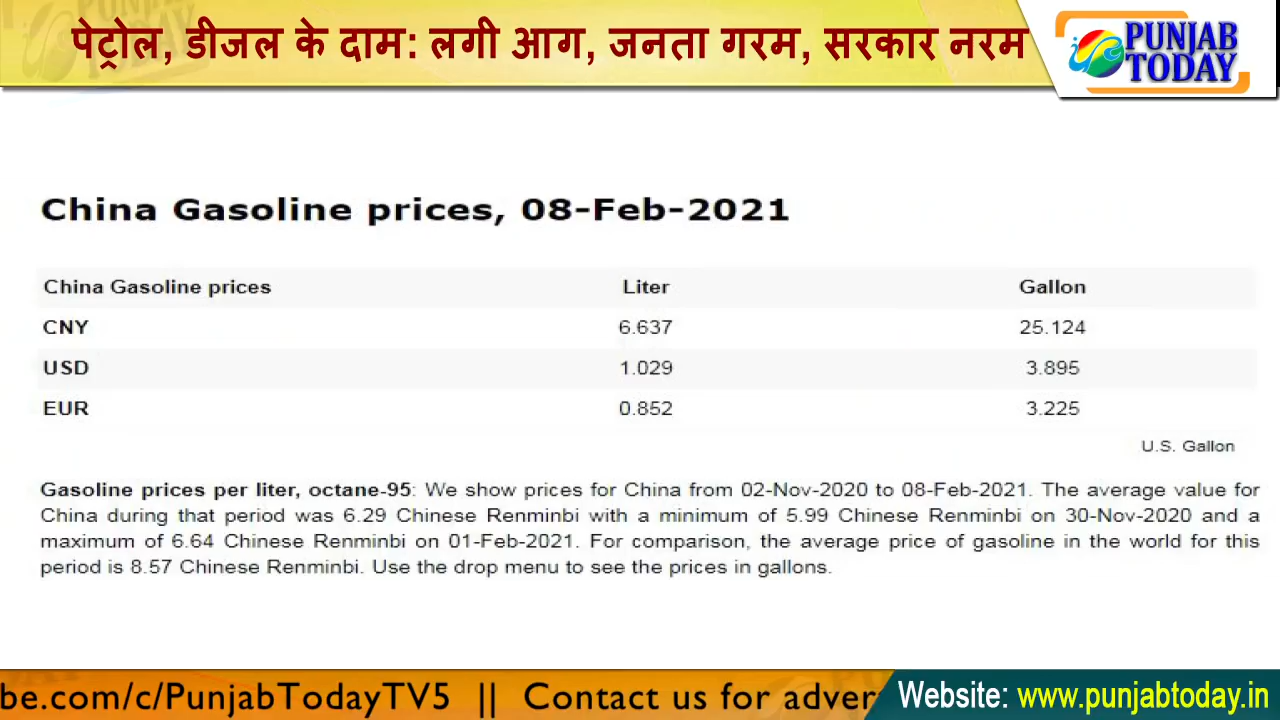 पेट्रोल, डीजल के दाम: लगी आग, जनता गरम, सरकार नरम
PUNJAB
TODAY
China Gasoline prices, 08-Feb-2021
China Gasoline prices Liter Gallon
CNY 6.637 25.124
USD 1.029 3.895
EUR 0.852 3.225
U.S. Gallon
Gasoline prices per liter, octane-95: We show prices for China from 02-Nov-2020 to 08-Feb-2021. The average value for
China during that period was 6.29 Chinese Renminbi with a minimum of 5.99 Chinese Renminbi on 30-Nov-2020 and a
maximum of 6.64 Chinese Renminbi on 01-Feb-2021. For comparison, the average price of gasoline in the world for this
period is 8.57 Chinese Renminbi. Use the drop menu to see the prices in gallons.
be.com/c/PunjabTodayTV5 || Contact us for adver
Website: www.punjabtoday.in